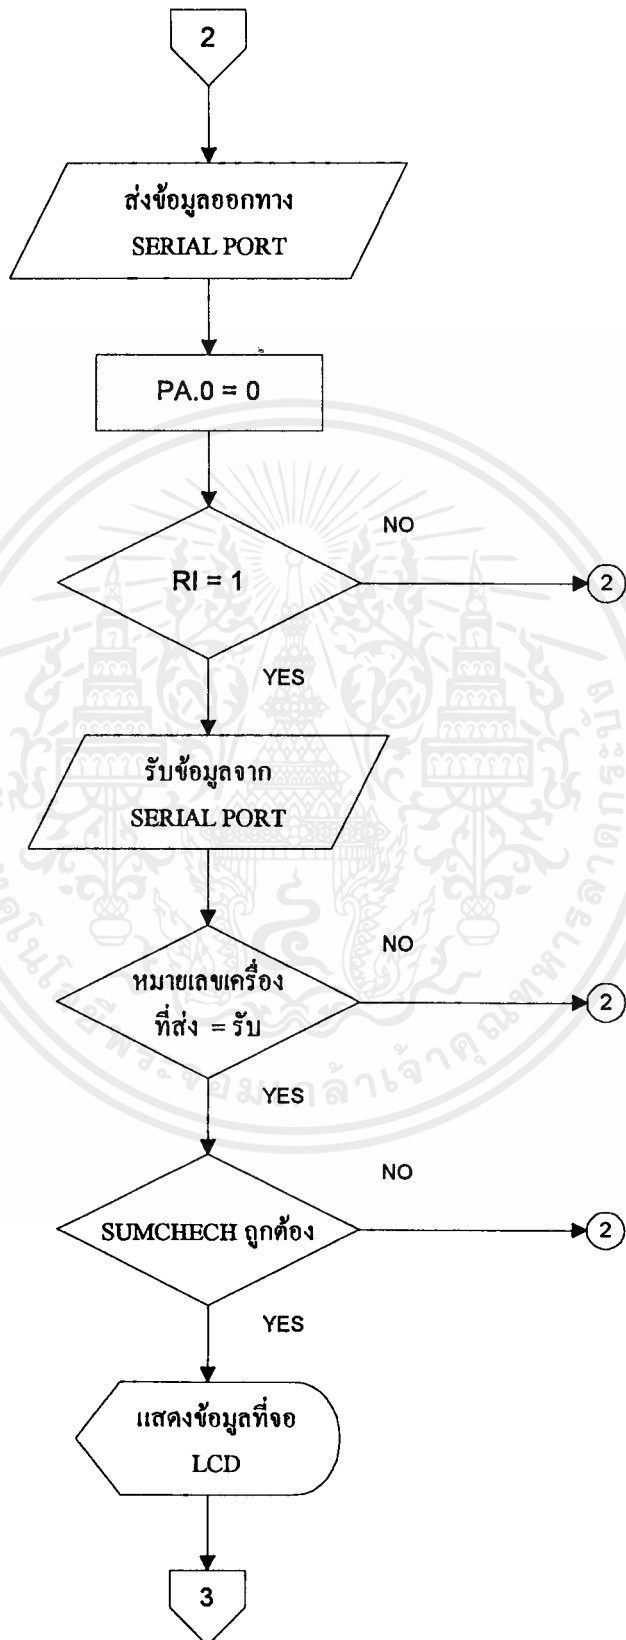 2
ส่งข้อมูลออกทาง
SERIAL PORT
PA.0 = 0
NO
RI = 1
2
YES
รับข้อมูลจาก
SERIAL PORT
NO
หมายเลขเครื่อง
ที่ส่ง = รับ
2
YES
NO
SUMCHECH ถูกต้อง
2
YES
แสดงข้อมูลที่จอ
LCD
3